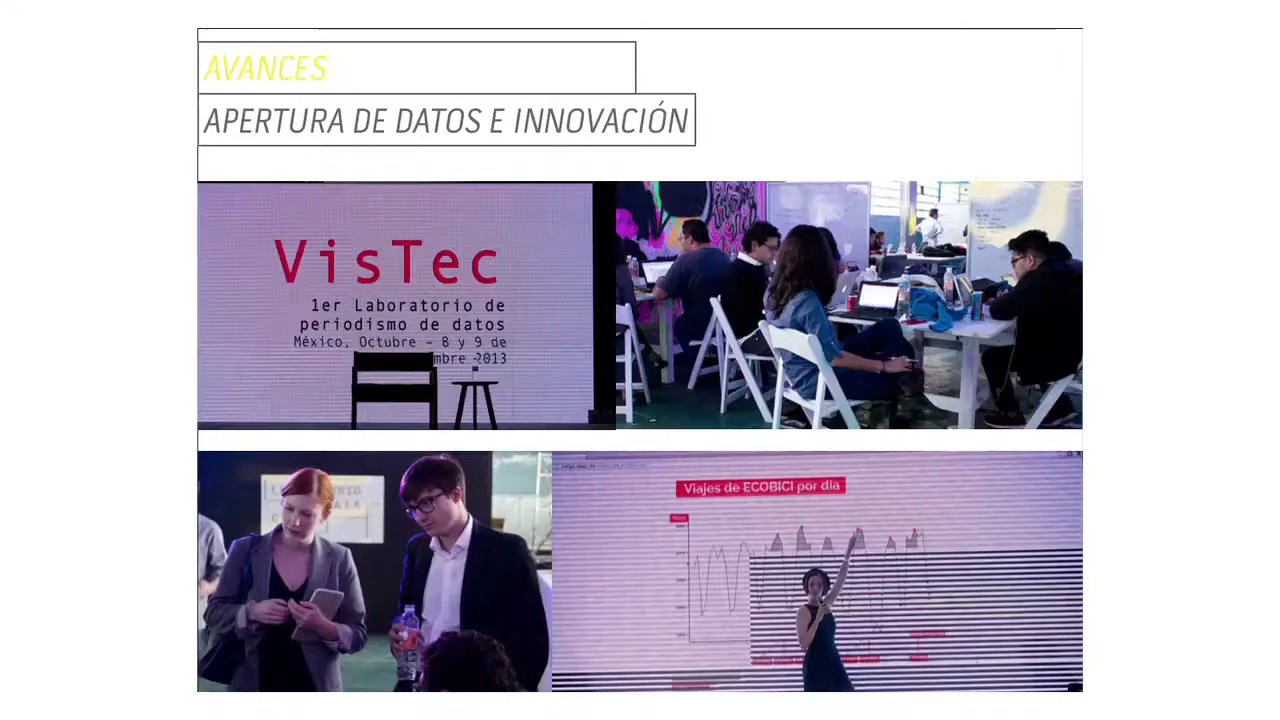 AVANCES
APERTURA DE DATOS E INNOVACIÓN
VisTec
1er Laboratorio de
periodismo de datos
México, Octubre - 8 y 9 de
mbre 2013
Viajes de ECOBICI por día